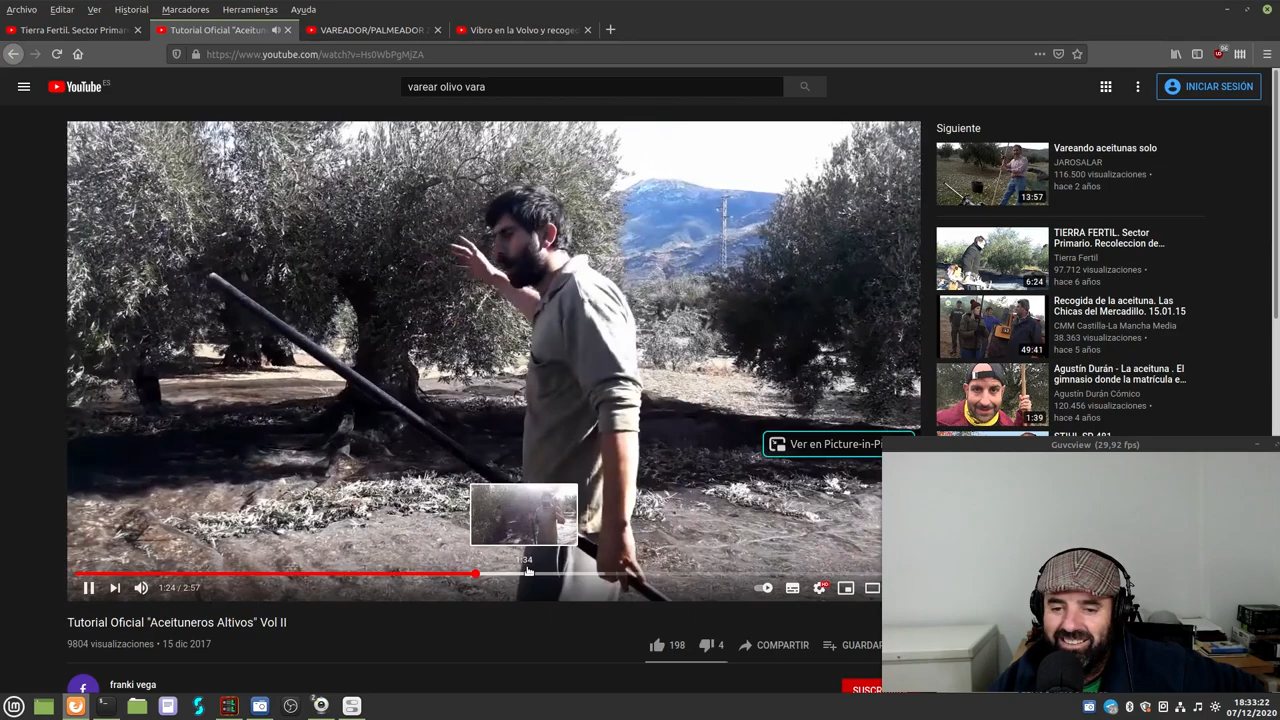 Archivo Editar Ver Historial Marcadores Herramientas Ayuda
Tierra Fertil. Sector Primari
Tutorial Oficial "Aceitun
VAREADOR/PALMEADOR
Vibro en la Volvo y recoged
https://www.youtube.com/watch?v=Hs0WbPgMjZA
YouTube ES
varear olivo vara
INICIAR SESIÓN
Siguiente
Vareando aceitunas solo
JAROSALAR
116.500 visualizaciones •
hace 2 años
13:57
TIERRA FERTIL. Sector
Primario. Recoleccion de…
Tierra Fertil
97.712 visualizaciones •
hace 6 años
6:24
Recogida de la aceituna. Las
Chicas del Mercadillo. 15.01.15
CMM Castilla-La Mancha Media
38.363 visualizaciones •
hace 5 años
49:41
Agustín Durán - La aceituna . El
gimnasio donde la matrícula e…
Agustín Durán Cómico
120.456 visualizaciones •
hace 4 años
1:39
Ver en Picture-in-Pi
Guvcview (29,92 fps)
1:34
1:24 / 2:57
HD
Tutorial Oficial "Aceituneros Altivos" Vol II
9804 visualizaciones • 15 dic 2017
198 4 COMPARTIR GUARDAR
franki vega
18:33:22
07/12/2020